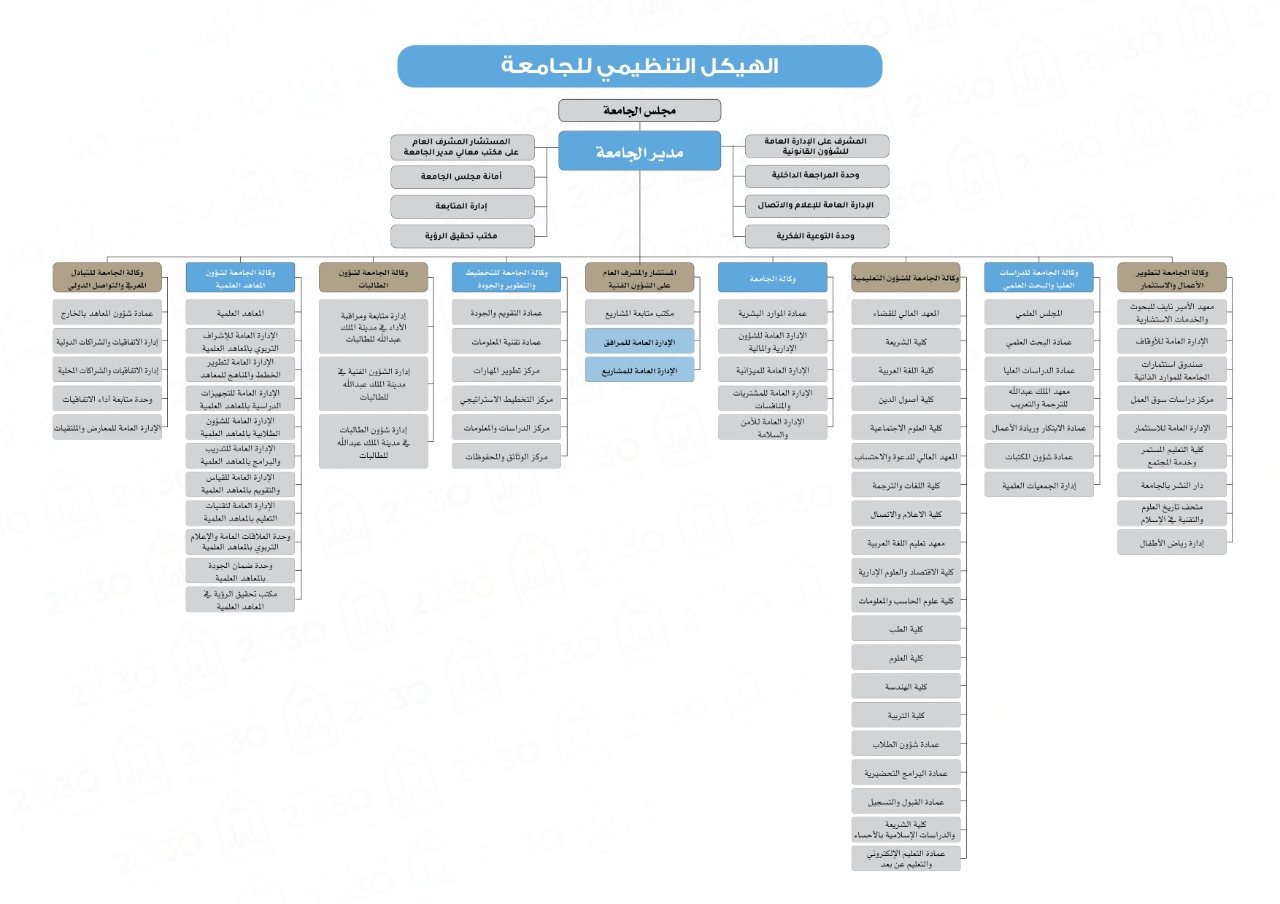 الهيكل التنظيمي للجامعة
مجلس الجامعة
مدير الجامعة
المشرف على الإدارة العامة
للشؤون القانونية
وحدة المراجعة الداخلية
الإدارة العامة للإعلام والاتصال
وحدة التوعية الفكرية
المستشار المشرف العام
على مكتب معالي مدير الجامعة
أمانة مجلس الجامعة
إدارة المتابعة
مكتب تحقيق الرؤية
وكالة الجامعة لتطوير
الأعمال والاستثمار
معهد الأمير نايف للبحوث
والخدمات الاستشارية
الإدارة العامة للأوقاف
صندوق استثمارات
الجامعة للموارد الذاتية
مركز دراسات سوق العمل
الإدارة العامة للاستثمار
كلية التعليم المستمر
وخدمة المجتمع
دار النشر بالجامعة
متحف تاريخ العلوم
والتقنية في الإسلام
إدارة رياض الأطفال
وكالة الجامعة للدراسات
العليا والبحث العلمي
المجلس العلمي
عمادة البحث العلمي
عمادة الدراسات العليا
معهد الملك عبدالله
للترجمة والتعريب
عمادة الابتكار وريادة الأعمال
عمادة شؤون المكتبات
إدارة الجمعيات العلمية
وكالة الجامعة للشؤون التعليمية
المعهد العالي للقضاء
كلية الشريعة
كلية اللغة العربية
كلية أصول الدين
كلية العلوم الاجتماعية
المعهد العالي للدعوة والاحتساب
كلية اللغات والترجمة
كلية الاعلام والاتصال
معهد تعليم اللغة العربية
كلية الاقتصاد والعلوم الإدارية
كلية علوم الحاسب والمعلومات
كلية الطب
كلية العلوم
كلية الهندسة
كلية التربية
عمادة شؤون الطلاب
عمادة البرامج التحضيرية
عمادة القبول والتسجيل
كلية الشريعة
والدراسات الإسلامية بالأحساء
عمادة التعليم الإلكتروني
والتعليم عن بعد
وكالة الجامعة
عمادة الموارد البشرية
الإدارة العامة للشؤون
الإدارية والمالية
الإدارة العامة للميزانية
الإدارة العامة للمشتريات
والمنافسات
الإدارة العامة للأمن
والسلامة
المستشار والمشرف العام
على الشؤون الفنية
مكتب متابعة المشاريع
الإدارة العامة للمرافق
الإدارة العامة للمشاريع
وكالة الجامعة للتخطيط
والتطوير والجودة
عمادة التقويم والجودة
عمادة تقنية المعلومات
مركز تطوير المهارات
مركز التخطيط الاستراتيجي
مركز الدراسات والمعلومات
مركز الوثائق والمحفوظات
وكالة الجامعة لشؤون
الطالبات
إدارة متابعة ومراقبة
الأداء في مدينة الملك
عبدالله للطالبات
إدارة الشؤون الفنية في
مدينة الملك عبدالله
للطالبات
إدارة شؤون الطالبات
في مدينة الملك عبدالله
للطالبات
وكالة الجامعة لشؤون
المعاهد العلمية
المعاهد العلمية
الإدارة العامة للإشراف
التربوي بالمعاهد العلمية
الإدارة العامة لتطوير
الخطط والمناهج للمعاهد
الإدارة العامة للتجهيزات
الدراسية بالمعاهد العلمية
الإدارة العامة للشؤون
الطلابية بالمعاهد العلمية
الإدارة العامة للتدريب
والبرامج بالمعاهد العلمية
الإدارة العامة للقياس
والتقويم بالمعاهد العلمية
الإدارة العامة لتقنيات
التعليم بالمعاهد العلمية
وحدة العلاقات العامة والإعلام
التربوي بالمعاهد العلمية
وحدة ضمان الجودة
بالمعاهد العلمية
مكتب تحقيق الرؤية في
المعاهد العلمية
وكالة الجامعة للتبادل
المعرفي والتواصل الدولي
عمادة شؤون المعاهد بالخارج
إدارة الاتفاقيات والشراكات الدولية
إدارة الاتفاقيات والشراكات المحلية
وحدة متابعة أداء الاتفاقيات
الإدارة العامة للمعارض والملتقيات